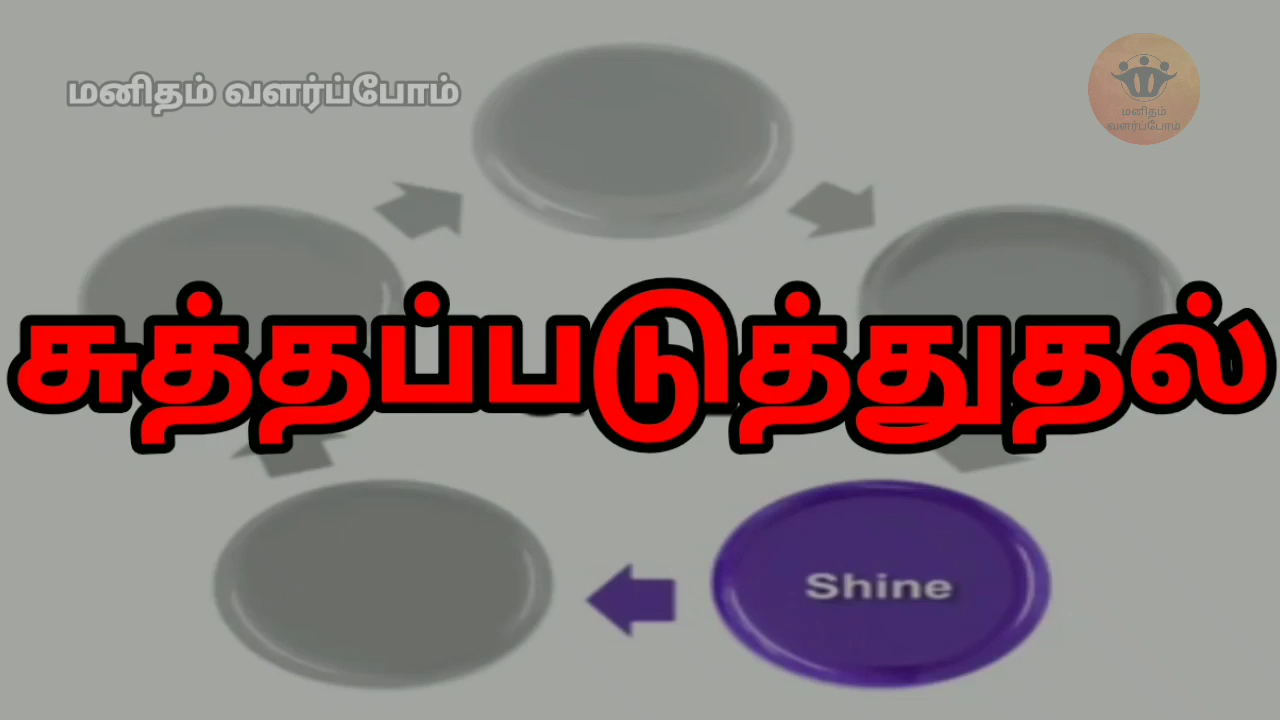 மனிதம் வளர்ப்போம்
மனிதம்
வளர்ப்போம்
சுத்தப்படுத்துதல்
Shine